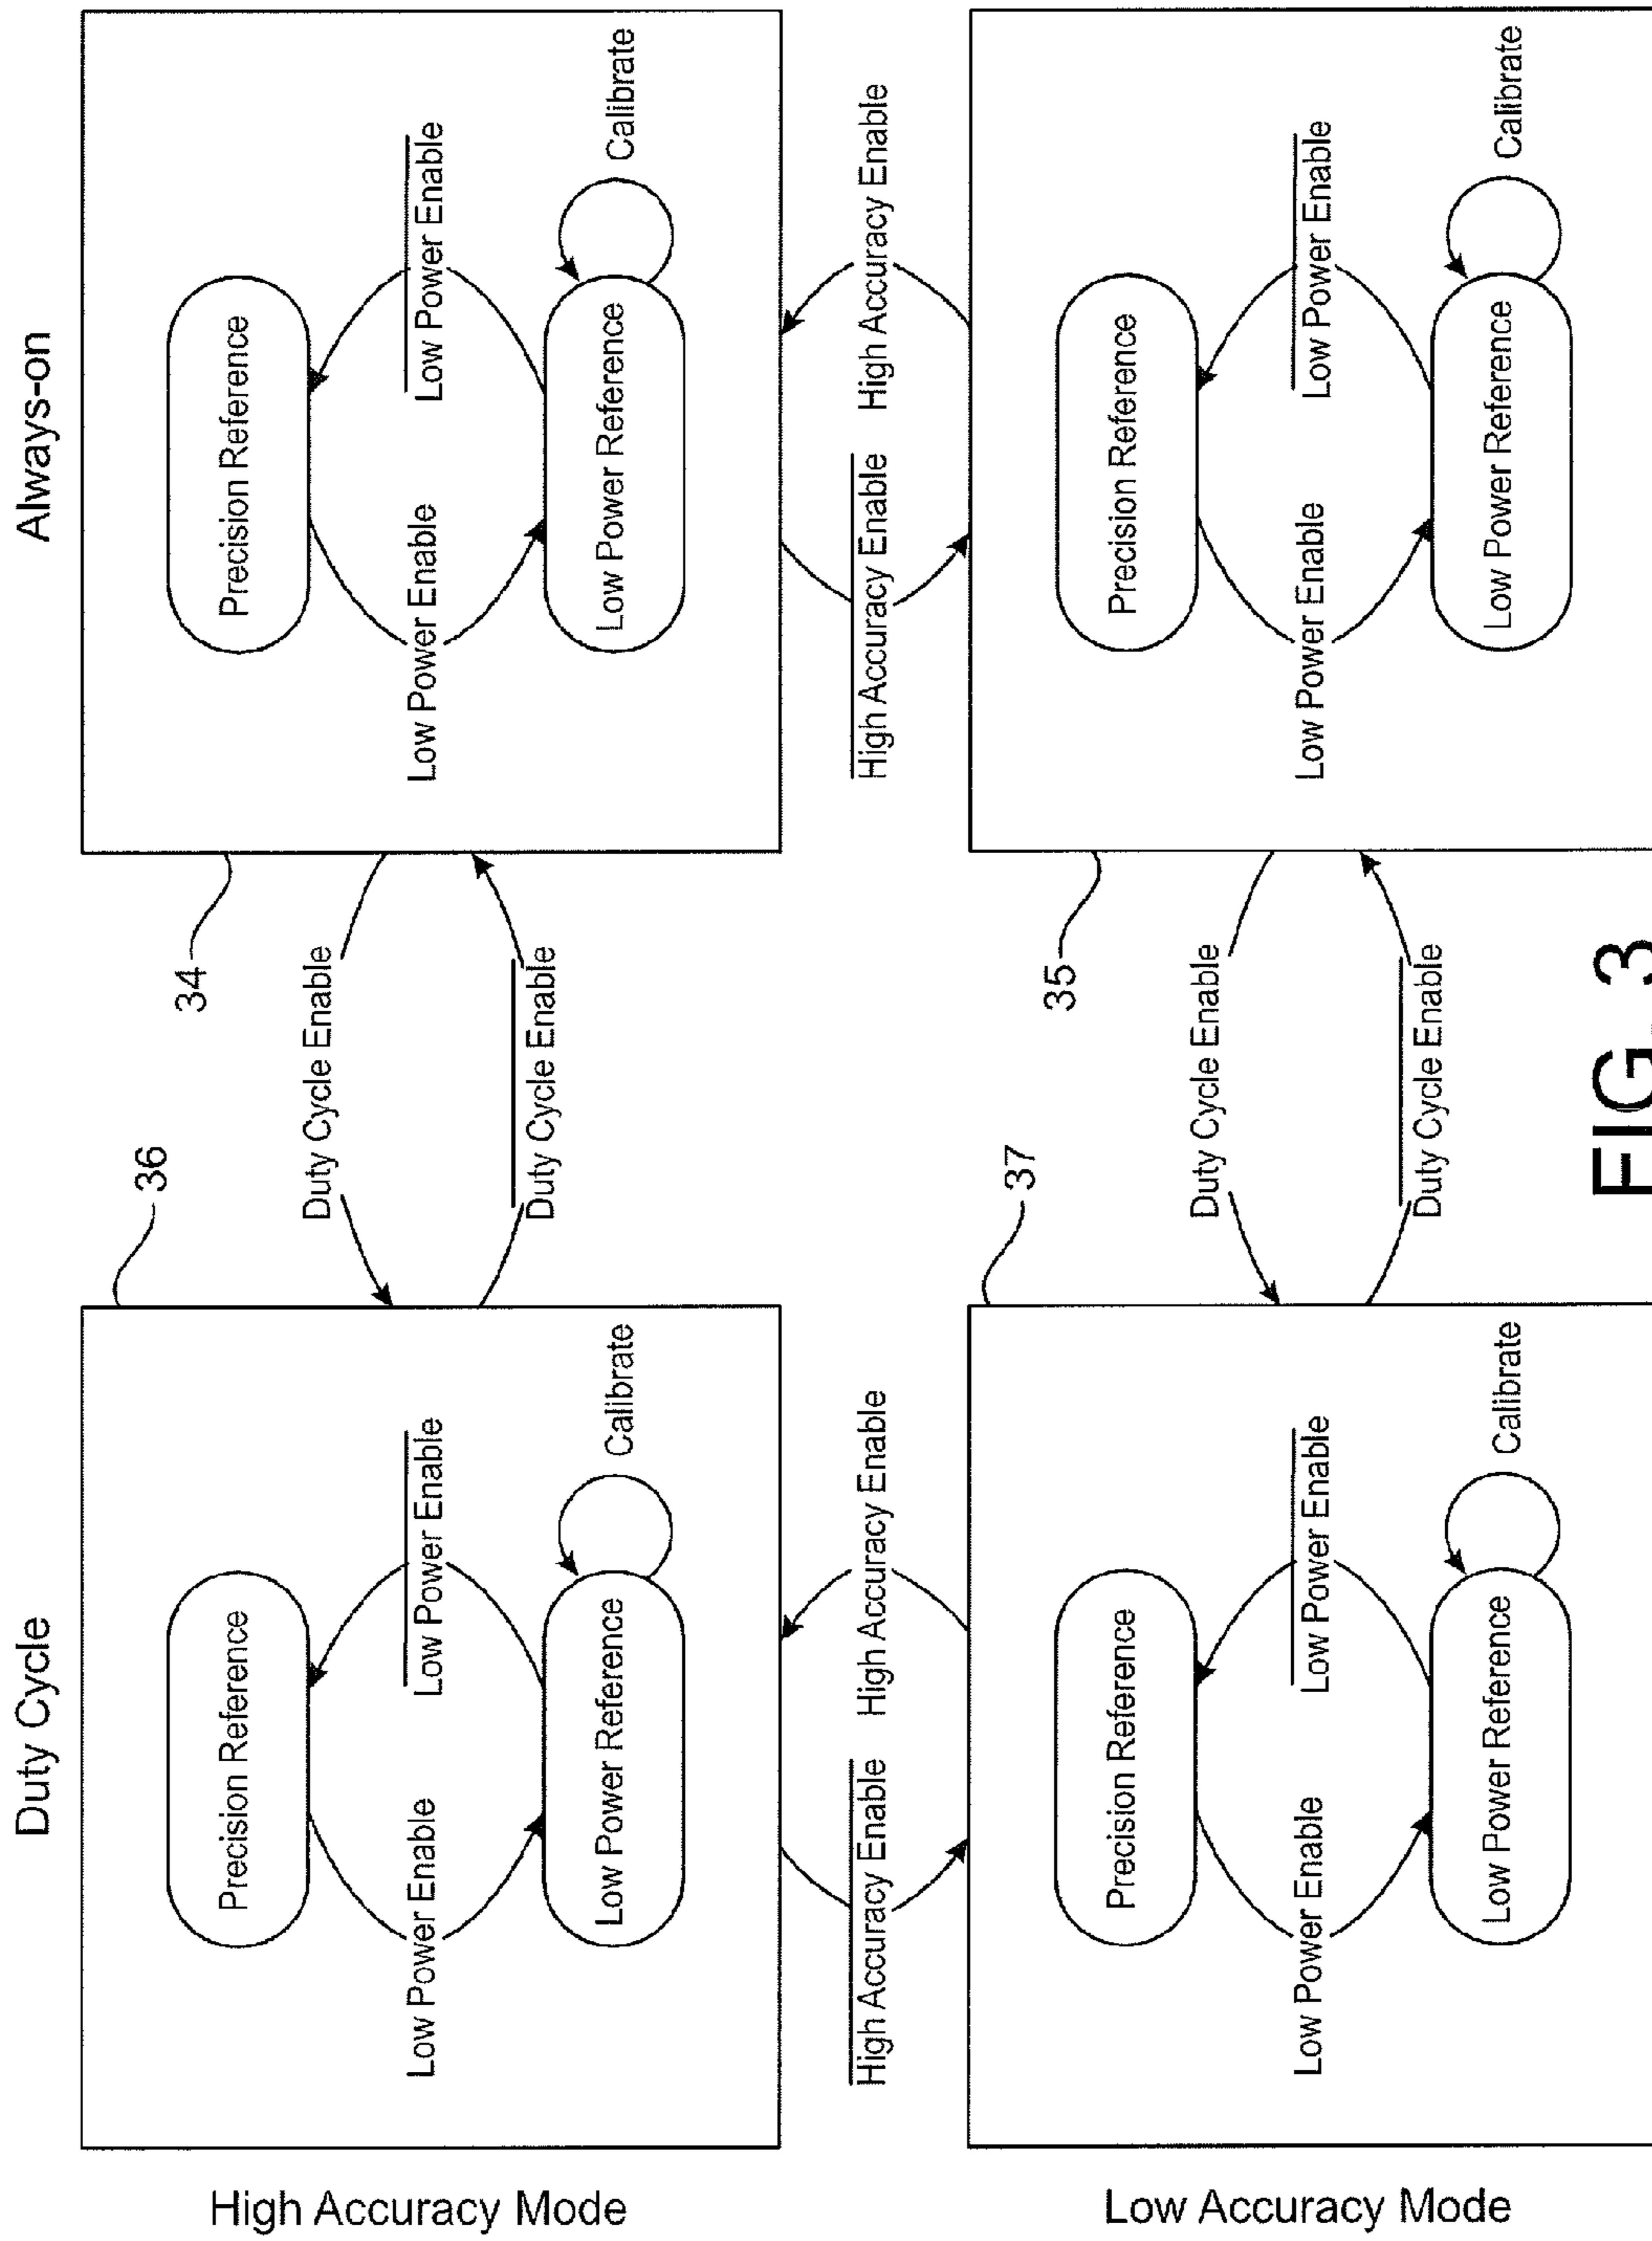 Duty Cycle
Always-on
High Accuracy Mode
36
34
Precision Reference
Low Power Enable
Low Power Enable
Low Power Reference
Calibrate
Duty Cycle Enable
Duty Cycle Enable
Precision Reference
Low Power Enable
Low Power Enable
Low Power Reference
Calibrate
High Accuracy Enable
High Accuracy Enable
High Accuracy Enable
High Accuracy Enable
Low Accuracy Mode
37
35
Precision Reference
Low Power Enable
Low Power Enable
Low Power Reference
Calibrate
Duty Cycle Enable
Duty Cycle Enable
Precision Reference
Low Power Enable
Low Power Enable
Low Power Reference
Calibrate
FIG. 3